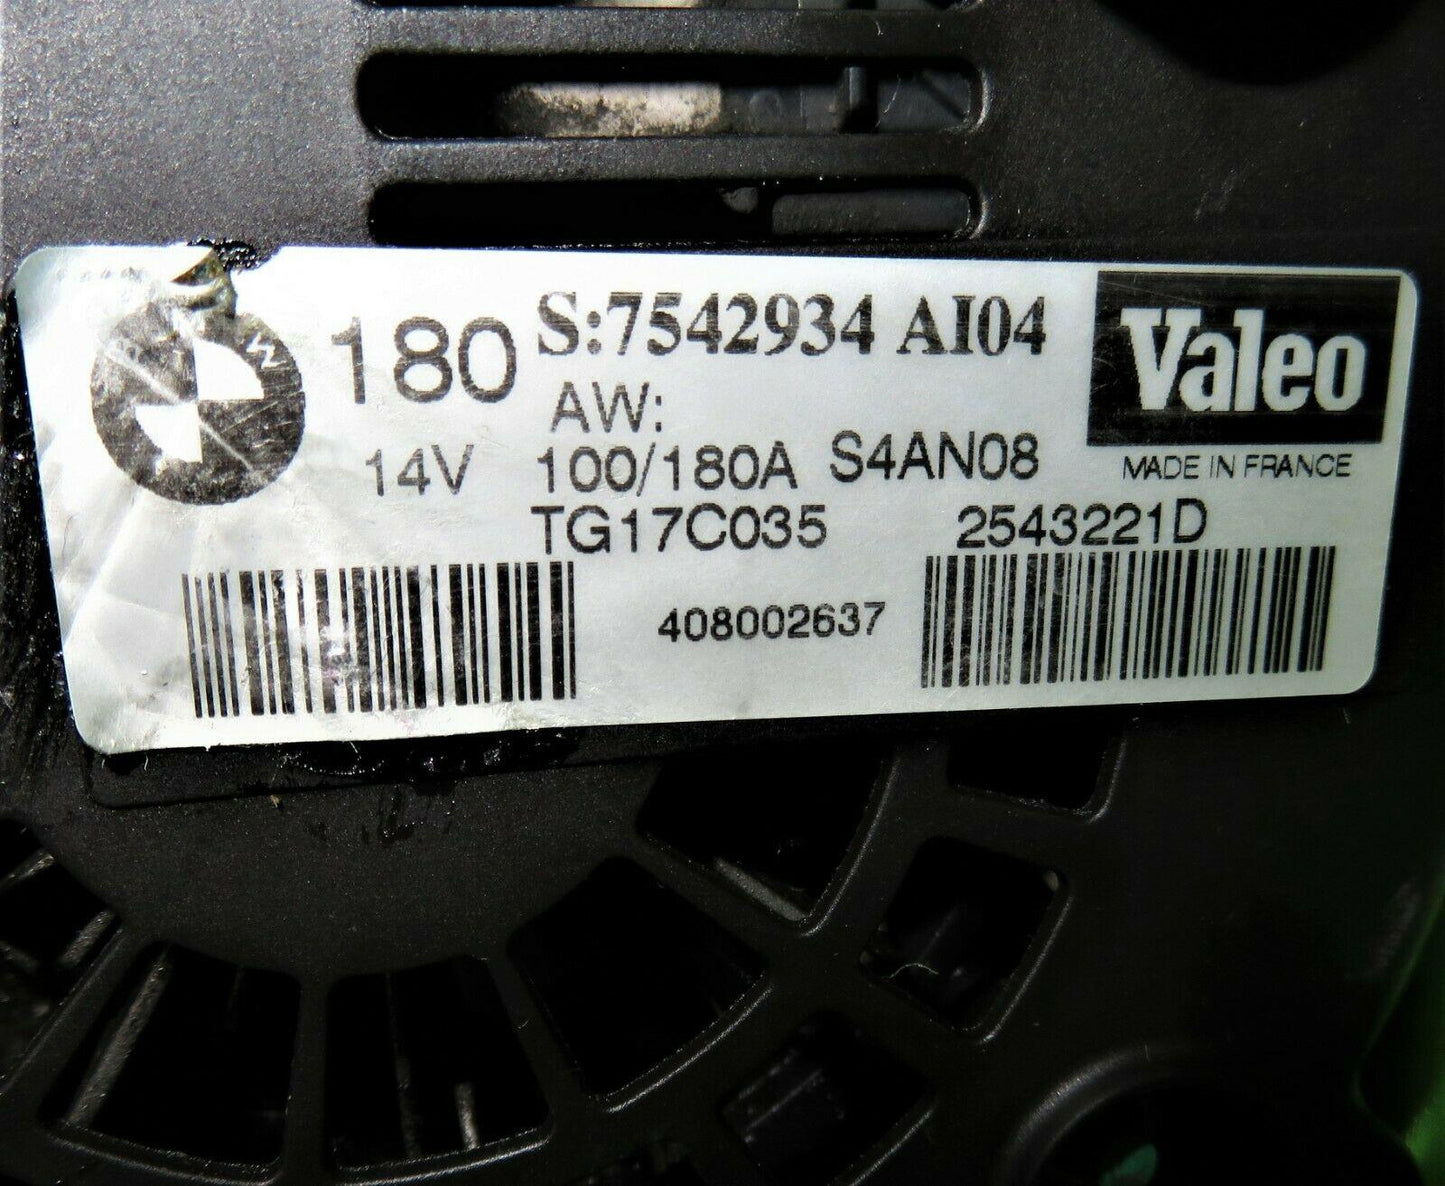 W
180 S:7542934 AI04 Valeo
AW:
14V 100/180A S4AN08 MADE IN FRANCE
TG17C035 2543221D
408002637